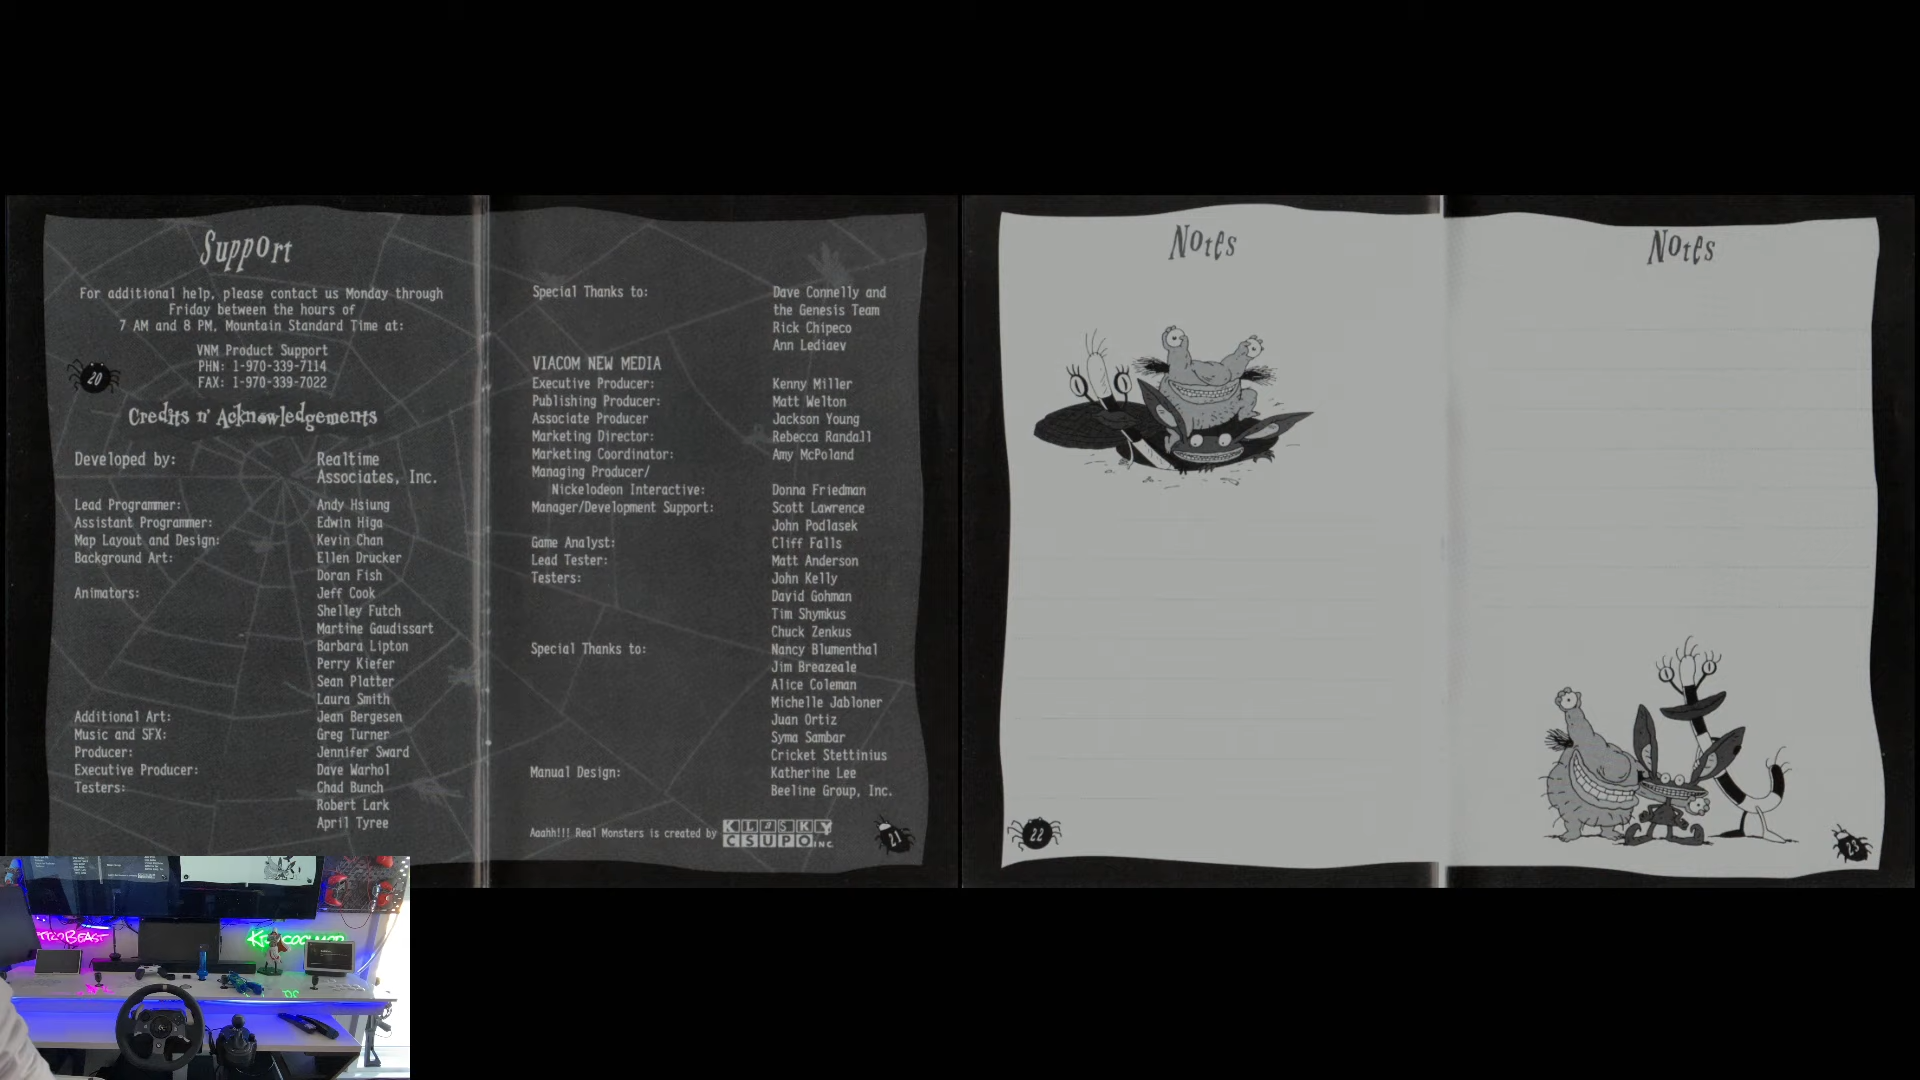 Support
For additional help, please contact us Monday through
Friday between the hours of
7 AM and 8 PM, Mountain Standard Time at:
VNM Product Support
PHN: 1-970-339-7114
FAX: 1-970-339-7022
20
Credits n' Acknowledgements
Developed by: Realtime
Associates, Inc.
Lead Programmer: Andy Hsiung
Assistant Programmer: Edwin Higa
Map Layout and Design: Kevin Chan
Background Art: Ellen Drucker
Doran Fish
Animators: Jeff Cook
Shelley Futch
Martine Gaudissart
Barbara Lipton
Perry Kiefer
Sean Platter
Laura Smith
Additional Art: Jean Bergesen
Music and SFX: Greg Turner
Producer: Jennifer Sward
Executive Producer: Dave Warhol
Testers: Chad Bunch
Robert Lark
April Tyree
Special Thanks to: Dave Connelly and
the Genesis Team
Rick Chipeco
Ann Lediaev
VIACOM NEW MEDIA
Executive Producer: Kenny Miller
Publishing Producer: Matt Welton
Associate Producer Jackson Young
Marketing Director: Rebecca Randall
Marketing Coordinator: Amy McPoland
Managing Producer/
Nickelodeon Interactive: Donna Friedman
Manager/Development Support: Scott Lawrence
John Podlasek
Game Analyst: Cliff Falls
Lead Tester: Matt Anderson
Testers: John Kelly
David Gohman
Tim Shymkus
Chuck Zenkus
Special Thanks to: Nancy Blumenthal
Jim Breazeale
Alice Coleman
Michelle Jabloner
Juan Ortiz
Syma Sambar
Cricket Stettinius
Manual Design: Katherine Lee
Beeline Group, Inc.
Aaahh!!! Real Monsters is created by KLASKY
CSUPO INC.
21
Notes
22
Notes
23